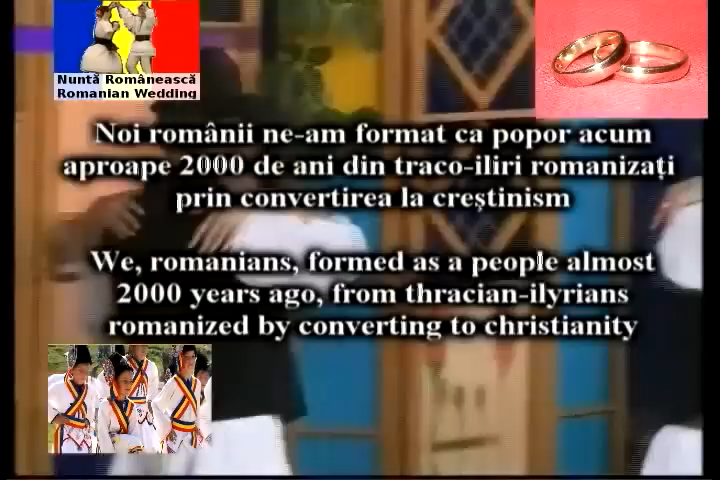 Nuntă Românească
Romanian Wedding
Noi românii ne-am format ca popor acum
aproape 2000 de ani din traco-iliri romanizaţi
prin convertirea la creştinism
We, romanians, formed as a people almost
2000 years ago, from thracian-ilyrians
romanized by converting to christianity